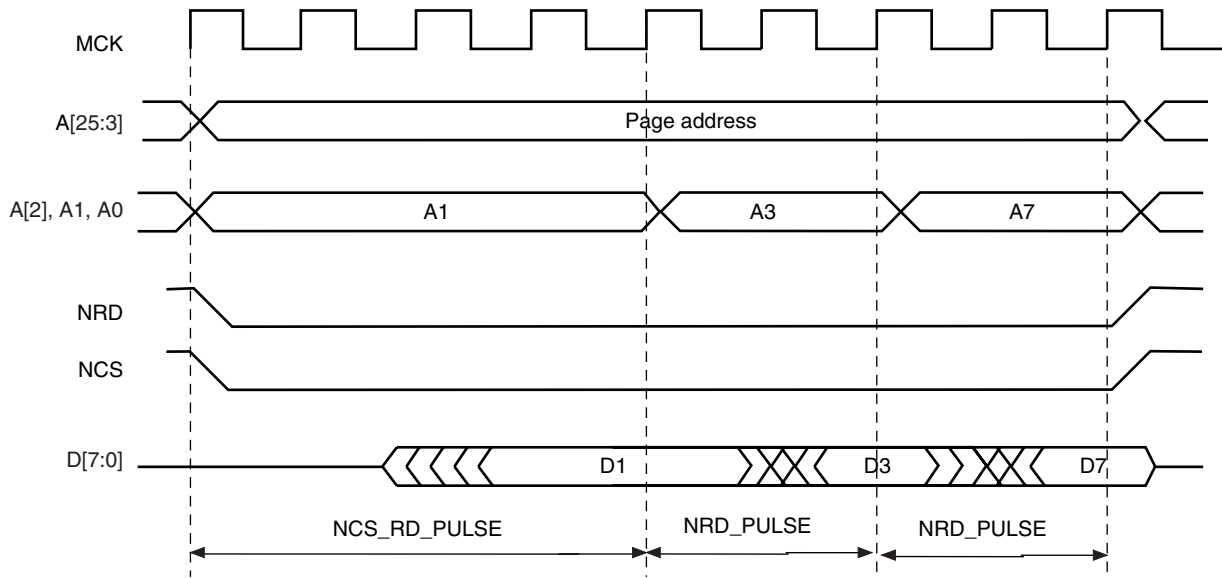 MCK
A[25:3]
Page address
A[2], A1, A0
A1
A3
A7
NRD
NCS
D[7:0]
D1
D3
D7
NCS_RD_PULSE
NRD_PULSE
NRD_PULSE